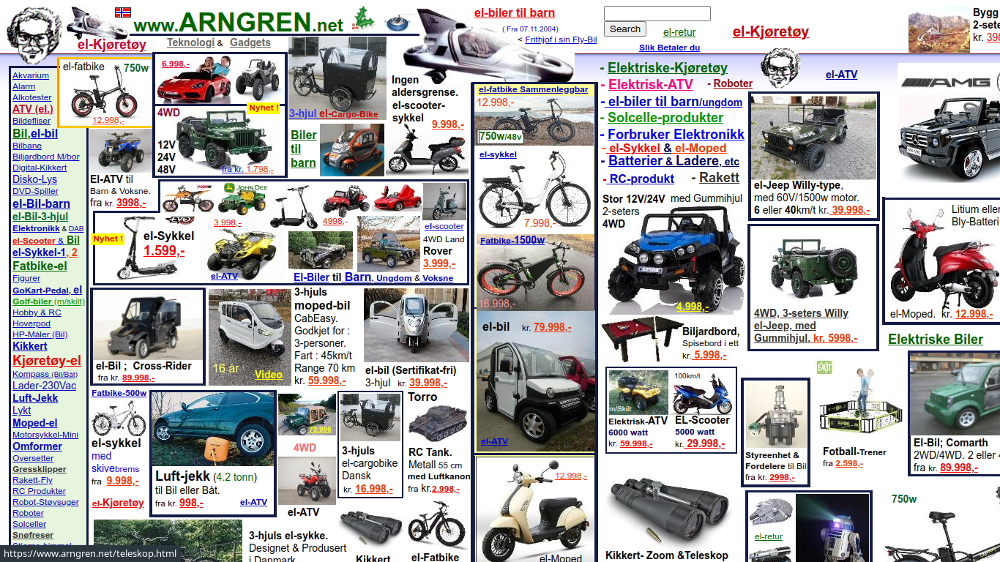 www.ARNGREN.net
el-biler til barn
( Fra 07.11.2004)
< Frithjof i sin Fly-Bil
Search
el-retur
Slik Betaler du
el-Kjøretøy
Bygg
2-sete
kr. 39
el-Kjøretøy
Teknologi & Gadgets
Akvarium
Alarm
Alkotester
ATV (el.)
Bildefliser
Bil,el-bil
Bilbane
Biljardbord M/bor
Digital-Kikkert
Disko-Lys
DVD-Spiller
el-Bil-barn
el-Bil-3-hjul
Elektronikk & DAB
el-Scooter & Bil
el-Sykkel-1, 2
Fatbike-el
Figurer
GoKart-Pedal, el
Golf-biler (m/skilt)
Hobby & RC
Hoverpod
HP-Måler (Bil)
Kikkert
Kjøretøy-el
Kompass (Bil/Båt)
Lader-230Vac
Luft-Jekk
Lykt
Moped-el
Motorsykkel-Mini
Omformer
Oversetter
Gressklipper
Rakett-Fly
RC Produkter
Robot-Støvsuger
Roboter
Solceller
Snøfreser
https://www.arngren.net/teleskop.html
el-fatbike 750w
12.998,-
6.998,-
Nyhet !
4WD
12V
24V
48V
fra kr. 1.798,-
3-hjul el-Cargo-Bike
Biler
til
barn
Ingen
aldersgrense.
el-scooter-
sykkel
9.998,-
El-ATV til
Barn & Voksne.
fra kr. 3998,-
1000W
JOHN DEERE
3.998,-
4998,-
el-scooter
Nyhet !
EVO
el-Sykkel
1.599,-
el-ATV
4WD Land
Rover
3.999,-
El-Biler til Barn, Ungdom & Voksne
el-fatbike Sammenleggbar
12.998,-
750w/48v
el-sykkel
7.998,-
Fatbike-1500w
16.998,-
el-bil kr. 79.998,-
el-ATV
12.998,-
el-Moped
el-Bil ; Cross-Rider
fra kr. 89.998,-
16 år
Video
3-hjuls
moped-bil
CabEasy.
Godkjet for :
3-personer.
Fart : 45km/t
Range 70 km
kr. 59.998,-
el-bil (Sertifikat-fri)
3-hjul kr. 39.998,-
Fatbike-500w
el-sykkel
med
skivebrems
fra 9.998,-
el-Kjøretøy
Luft-jekk (4.2 tonn)
til Bil eller Båt.
fra kr. 998,-
el-ATV
79.998
4WD
el-ATV
3-hjuls
el-cargobike
Dansk
kr. 16.998,-
Torro
RC Tank.
Metall 55 cm
med Luftkanon
fra kr.2.998,-
3-hjuls el-sykke.
Designet & Produsert
i Danmark
Kikkert
el-Fatbike
- Elektriske-Kjøretøy
- Elektrisk-ATV - Roboter
- el-biler til barn/ungdom
- Solcelle-produkter
- Forbruker Elektronikk
- el-Sykkel & el-Moped
- Batterier & Ladere, etc
- RC-produkt - Rakett
Stor 12V/24V med Gummihjul
2-seters
4WD
4.998,-
Biljardbord,
Spisebord i ett
kr. 5.998,-
m/Skilt
Elektrisk-ATV
6000 watt
kr. 59.998,-
100km/t
EL-Scooter
5000 watt
kr. 29.998,-
Kikkert- Zoom &Teleskop
el-ATV
el-Jeep Willy-type,
med 60V/1500w motor.
6 eller 40km/t kr. 39.998,-
4WD, 3-seters Willy
el-Jeep, med
Gummihjul. kr. 5998,-
Styreenhet &
Fordelere til Bil
fra kr. 2998,-
EXIT
Fotball-Trener
fra 2.598,-
el-retur
AMG
Litium eller
Bly-Batteri
el-Moped. kr. 12.998,-
Elektriske Biler
El-Bil; Comarth
2WD/4WD. 2 eller
fra kr. 89.998,-
750w